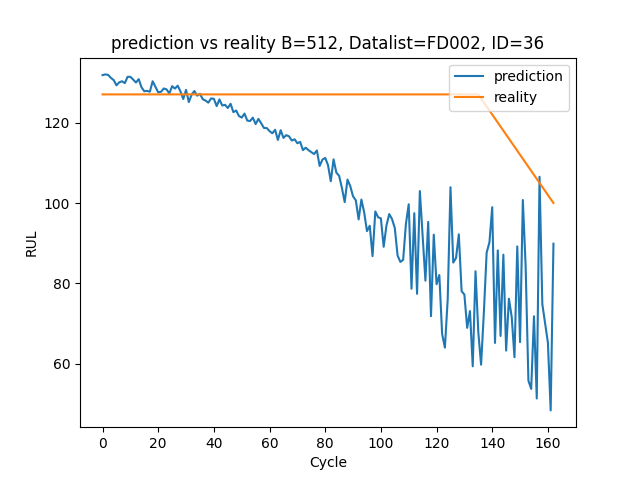 prediction vs reality B=512, Datalist=FD002, ID=36
prediction
reality
RUL
120
100
80
60
0 20 40 60 80 100 120 140 160
Cycle